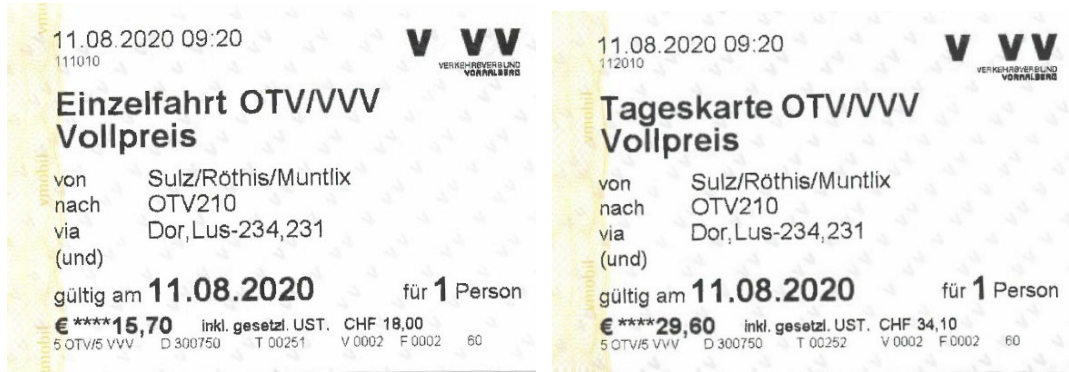 11.08.2020 09:20
111010
V VV
VERKEHRSVERBUND
VORARLBERG
Einzelfahrt OTV/VVV
Vollpreis
von Sulz/Röthis/Muntlix
nach OTV210
via Dor,Lus-234,231
(und)
gültig am 11.08.2020 für 1 Person
€ ****15,70 inkl. gesetzl. UST. CHF 18,00
5 OTV/5 VVV D 300750 T 00251 V 0002 F 0002 60
11.08.2020 09:20
112010
V VV
VERKEHRSVERBUND
VORARLBERG
Tageskarte OTV/VVV
Vollpreis
von Sulz/Röthis/Muntlix
nach OTV210
via Dor,Lus-234,231
(und)
gültig am 11.08.2020 für 1 Person
€ ****29,60 inkl. gesetzl. UST. CHF 34,10
5 OTV/5 VVV D 300750 T 00252 V 0002 F 0002 60